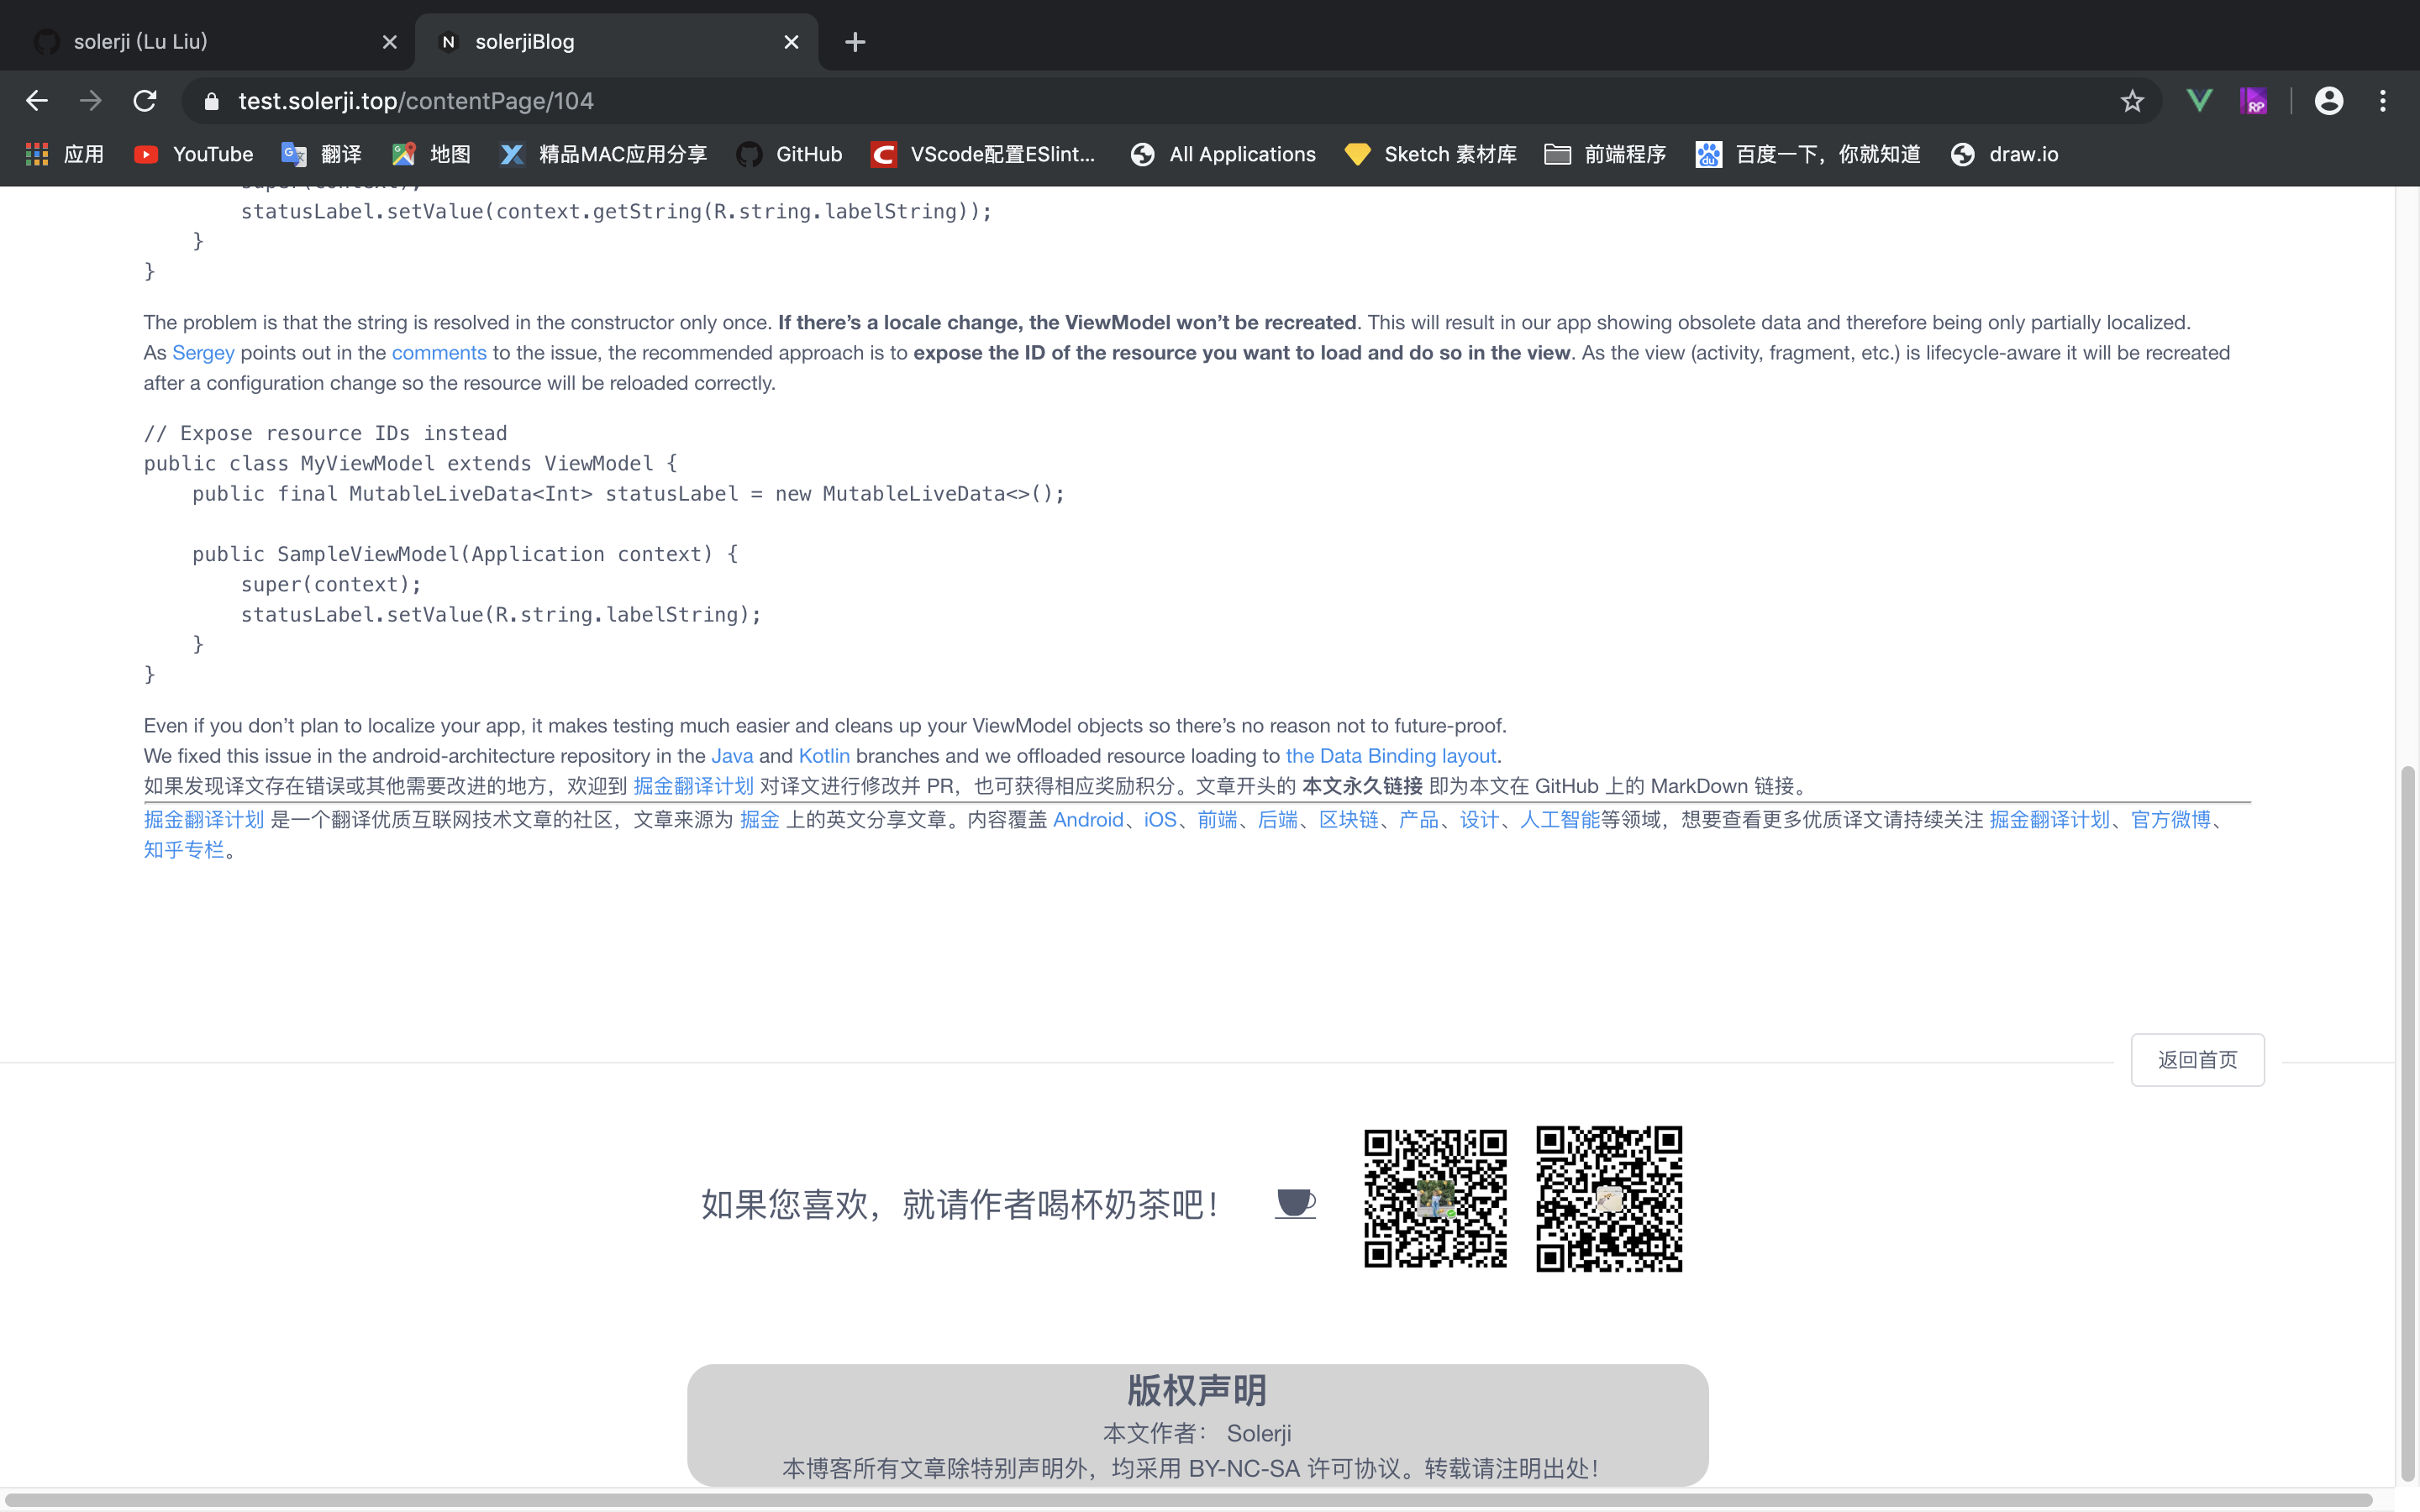 solerji (Lu Liu)
solerjiBlog
test.solerji.top/contentPage/104
应用 YouTube 翻译 地图 精品MAC应用分享 GitHub VScode配置ESlint... All Applications Sketch 素材库 前端程序 百度一下，你就知道 draw.io
super(context);
statusLabel.setValue(context.getString(R.string.labelString));
}
}
The problem is that the string is resolved in the constructor only once. If there’s a locale change, the ViewModel won’t be recreated. This will result in our app showing obsolete data and therefore being only partially localized.
As Sergey points out in the comments to the issue, the recommended approach is to expose the ID of the resource you want to load and do so in the view. As the view (activity, fragment, etc.) is lifecycle-aware it will be recreated
after a configuration change so the resource will be reloaded correctly.
// Expose resource IDs instead
public class MyViewModel extends ViewModel {
public final MutableLiveData<Int> statusLabel = new MutableLiveData<>();
public SampleViewModel(Application context) {
super(context);
statusLabel.setValue(R.string.labelString);
}
}
Even if you don’t plan to localize your app, it makes testing much easier and cleans up your ViewModel objects so there’s no reason not to future-proof.
We fixed this issue in the android-architecture repository in the Java and Kotlin branches and we offloaded resource loading to the Data Binding layout.
如果发现译文存在错误或其他需要改进的地方，欢迎到 掘金翻译计划 对译文进行修改并 PR，也可获得相应奖励积分。文章开头的 本文永久链接 即为本文在 GitHub 上的 MarkDown 链接。
掘金翻译计划 是一个翻译优质互联网技术文章的社区，文章来源为 掘金 上的英文分享文章。内容覆盖 Android、iOS、前端、后端、区块链、产品、设计、人工智能等领域，想要查看更多优质译文请持续关注 掘金翻译计划、官方微博、
知乎专栏。
返回首页
如果您喜欢，就请作者喝杯奶茶吧！
版权声明
本文作者： Solerji
本博客所有文章除特别声明外，均采用 BY-NC-SA 许可协议。转载请注明出处！